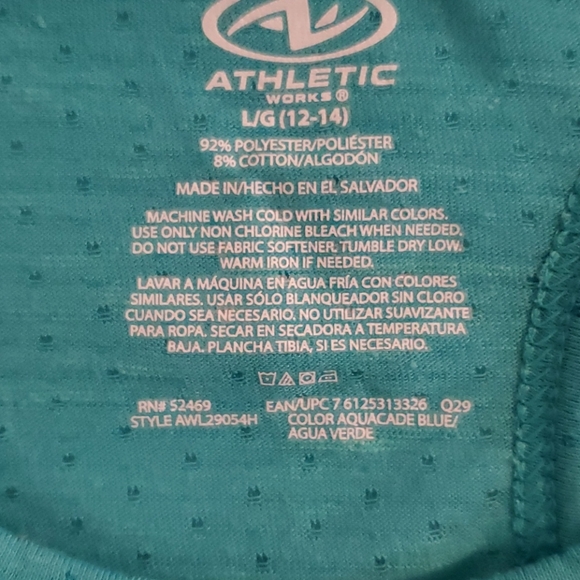 AW
ATHLETIC
WORKS®
L/G (12-14)
92% POLYESTER/POLIÉSTER
8% COTTON/ALGODÓN
MADE IN/HECHO EN EL SALVADOR
MACHINE WASH COLD WITH SIMILAR COLORS.
USE ONLY NON CHLORINE BLEACH WHEN NEEDED.
DO NOT USE FABRIC SOFTENER. TUMBLE DRY LOW.
WARM IRON IF NEEDED.
LAVAR A MÁQUINA EN AGUA FRÍA CON COLORES
SIMILARES. USAR SÓLO BLANQUEADOR SIN CLORO
CUANDO SEA NECESARIO. NO UTILIZAR SUAVIZANTE
PARA ROPA. SECAR EN SECADORA A TEMPERATURA
BAJA. PLANCHA TIBIA, SI ES NECESARIO.
RN# 52469 EAN/UPC 7 6125313326 Q29
STYLE AWL29054H COLOR AQUACADE BLUE/
AGUA VERDE